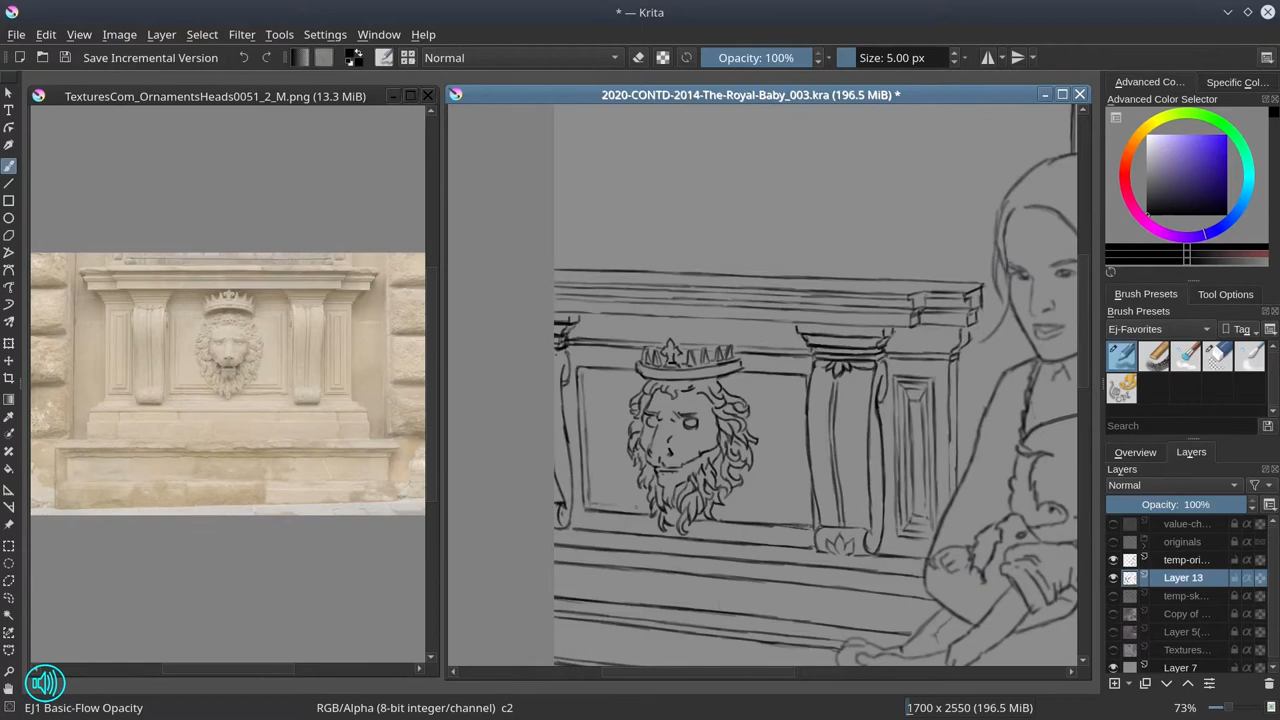 * — Krita
File Edit View Image Layer Select Filter Tools Settings Window Help
Save Incremental Version Normal Opacity: 100% Size: 5.00 px
TexturesCom_OrnamentsHeads0051_2_M.png (13.3 MiB)
2020-CONTD-2014-The-Royal-Baby_003.kra (196.5 MiB) *
Advanced Co... Specific Col...
Advanced Color Selector
Brush Presets Tool Options
Brush Presets
Ej-Favorites Tag
Search
Overview Layers
Layers
Normal
Opacity: 100%
value-ch...
originals
temp-ori...
Layer 13
temp-sk...
Copy of ...
Layer 5(...
Textures...
Layer 7
EJ1 Basic-Flow Opacity RGB/Alpha (8-bit integer/channel) c2 1700 x 2550 (196.5 MiB) 73%